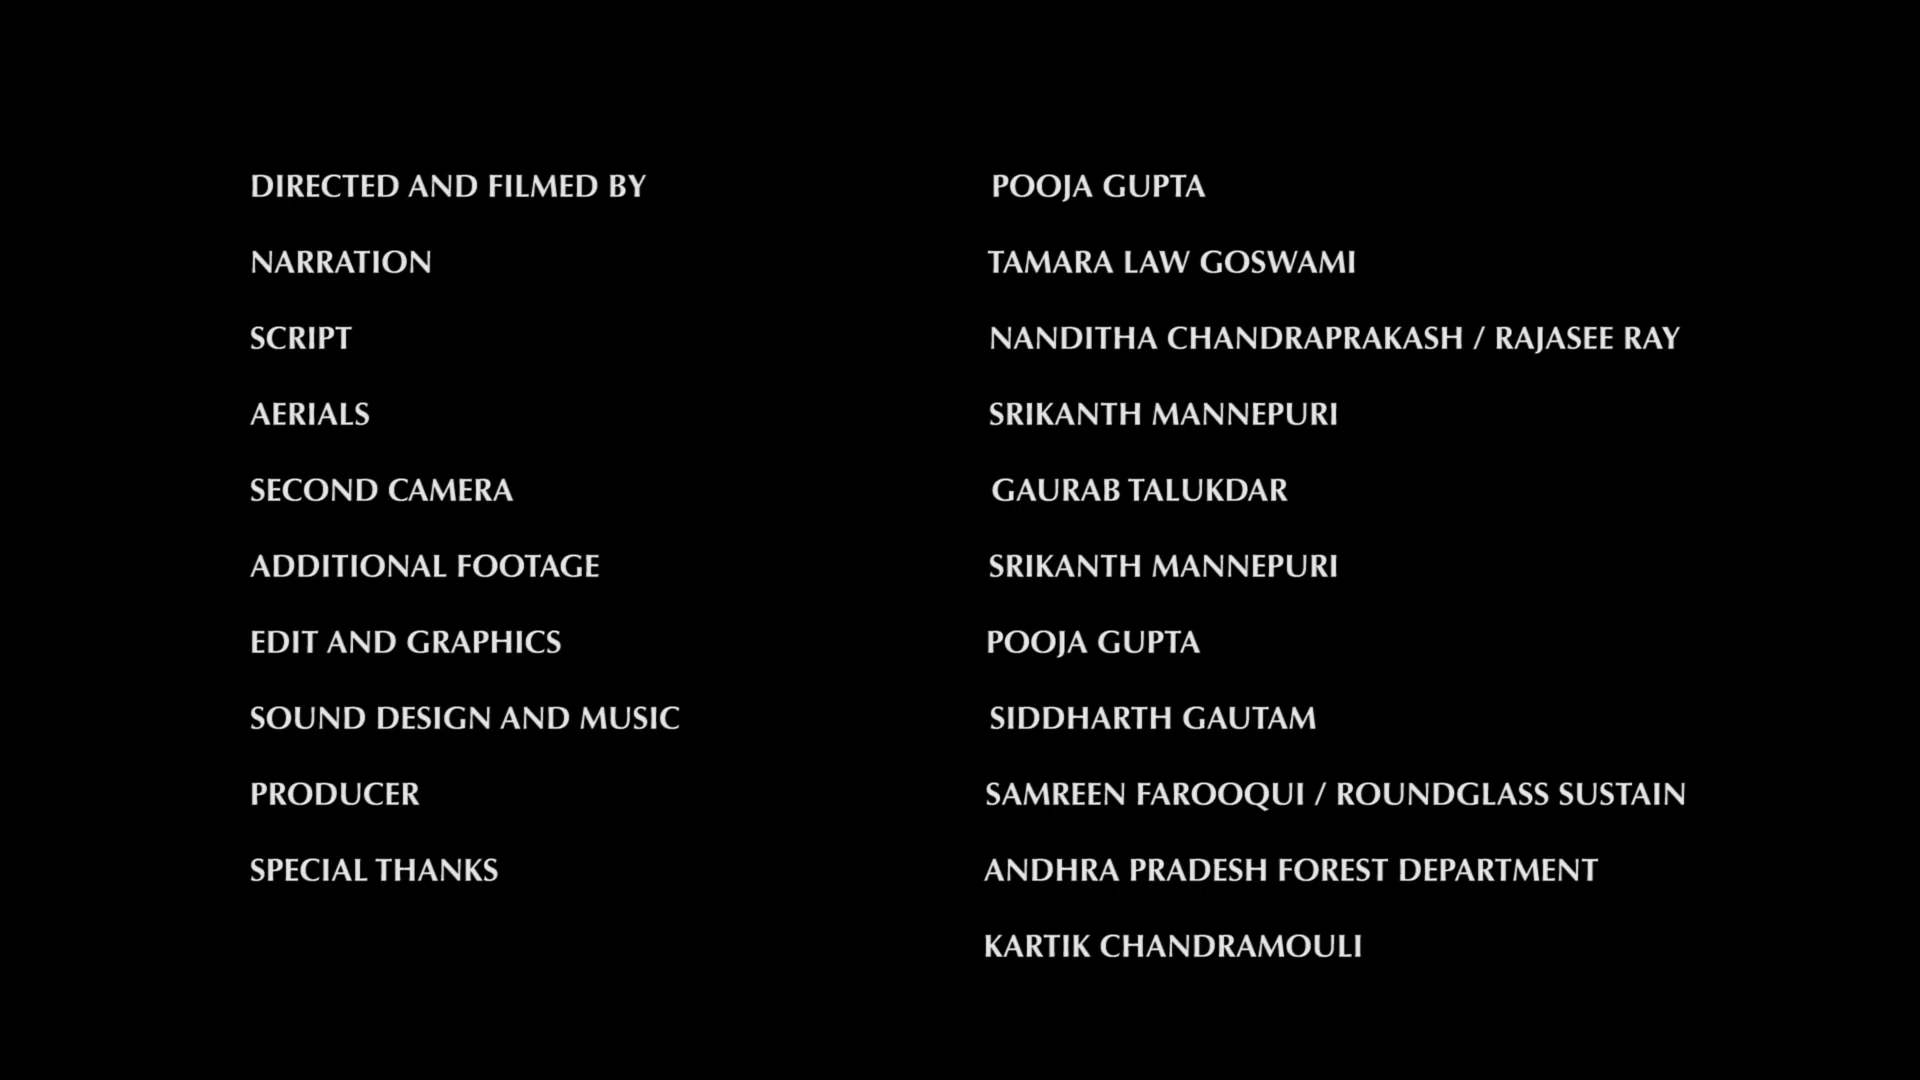 DIRECTED AND FILMED BY POOJA GUPTA
NARRATION TAMARA LAW GOSWAMI
SCRIPT NANDITHA CHANDRAPRAKASH / RAJASEE RAY
AERIALS SRIKANTH MANNEPURI
SECOND CAMERA GAURAB TALUKDAR
ADDITIONAL FOOTAGE SRIKANTH MANNEPURI
EDIT AND GRAPHICS POOJA GUPTA
SOUND DESIGN AND MUSIC SIDDHARTH GAUTAM
PRODUCER SAMREEN FAROOQUI / ROUNDGLASS SUSTAIN
SPECIAL THANKS ANDHRA PRADESH FOREST DEPARTMENT
KARTIK CHANDRAMOULI